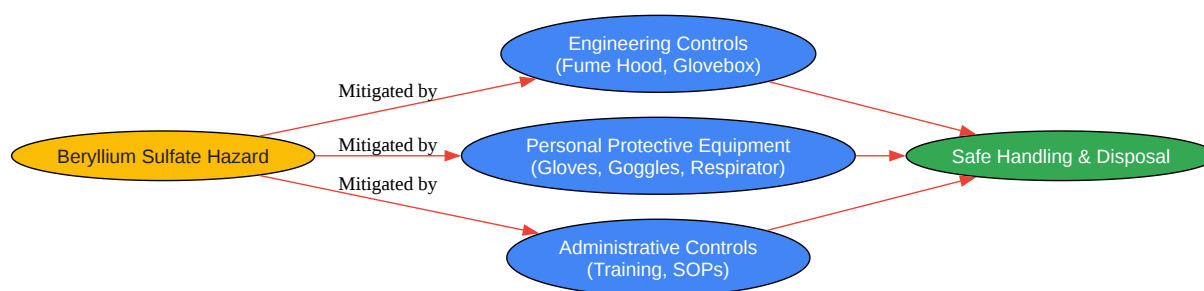 Engineering Controls
(Fume Hood, Glovebox)
Mitigated by
Beryllium Sulfate Hazard
Mitigated by
Personal Protective Equipment
(Gloves, Goggles, Respirator)
Safe Handling & Disposal
Mitigated by
Administrative Controls
(Training, SOPs)